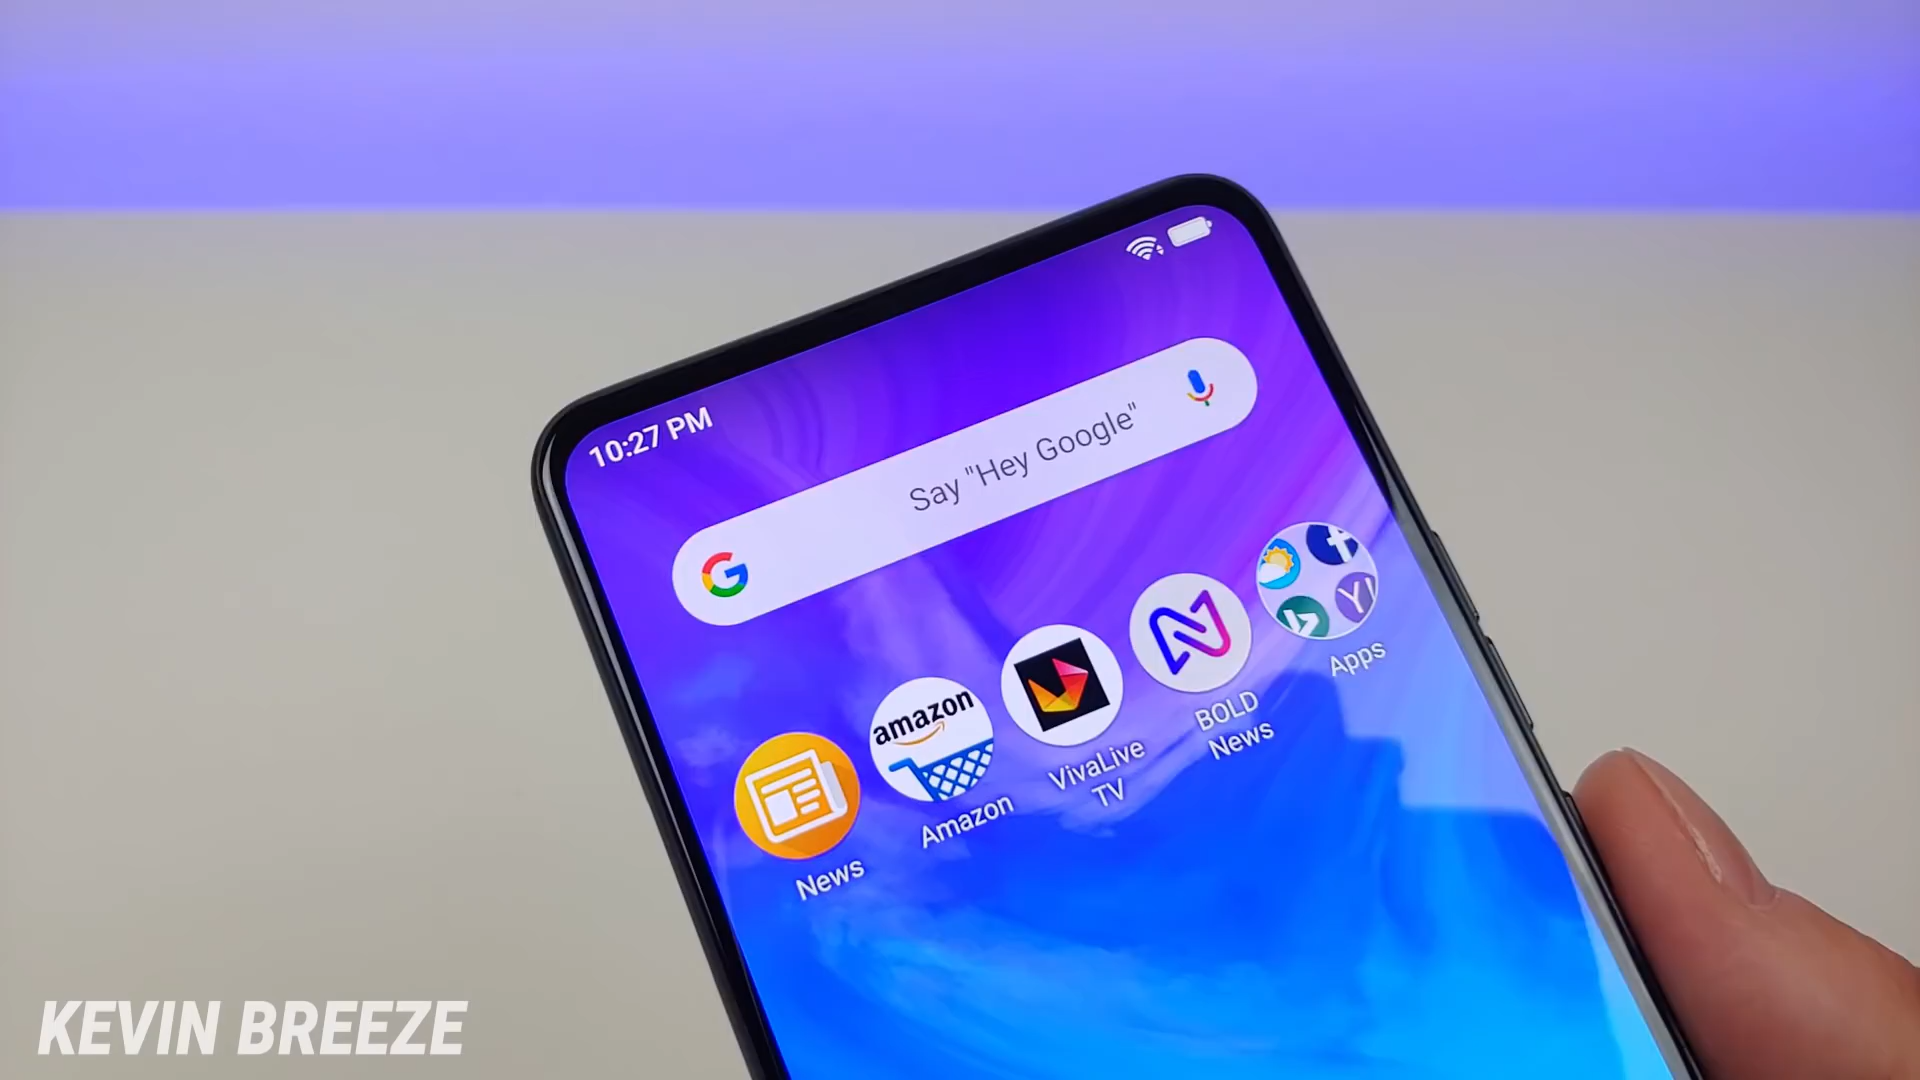 10:27 PM
Say "Hey Google"
G
News
amazon
Amazon
VivaLive
TV
BOLD
News
Apps
KEVIN BREEZE